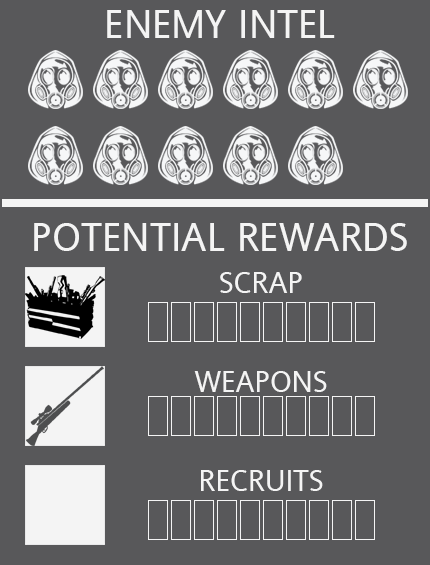 ENEMY INTEL
POTENTIAL REWARDS
SCRAP
WEAPONS
RECRUITS